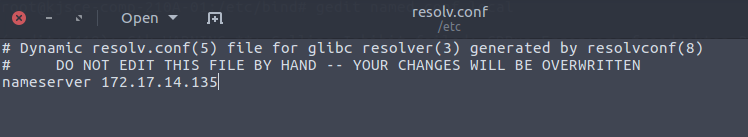 Open
resolv.conf
/etc
# Dynamic resolv.conf(5) file for glibc resolver(3) generated by resolvconf(8)
#     DO NOT EDIT THIS FILE BY HAND -- YOUR CHANGES WILL BE OVERWRITTEN
nameserver 172.17.14.135